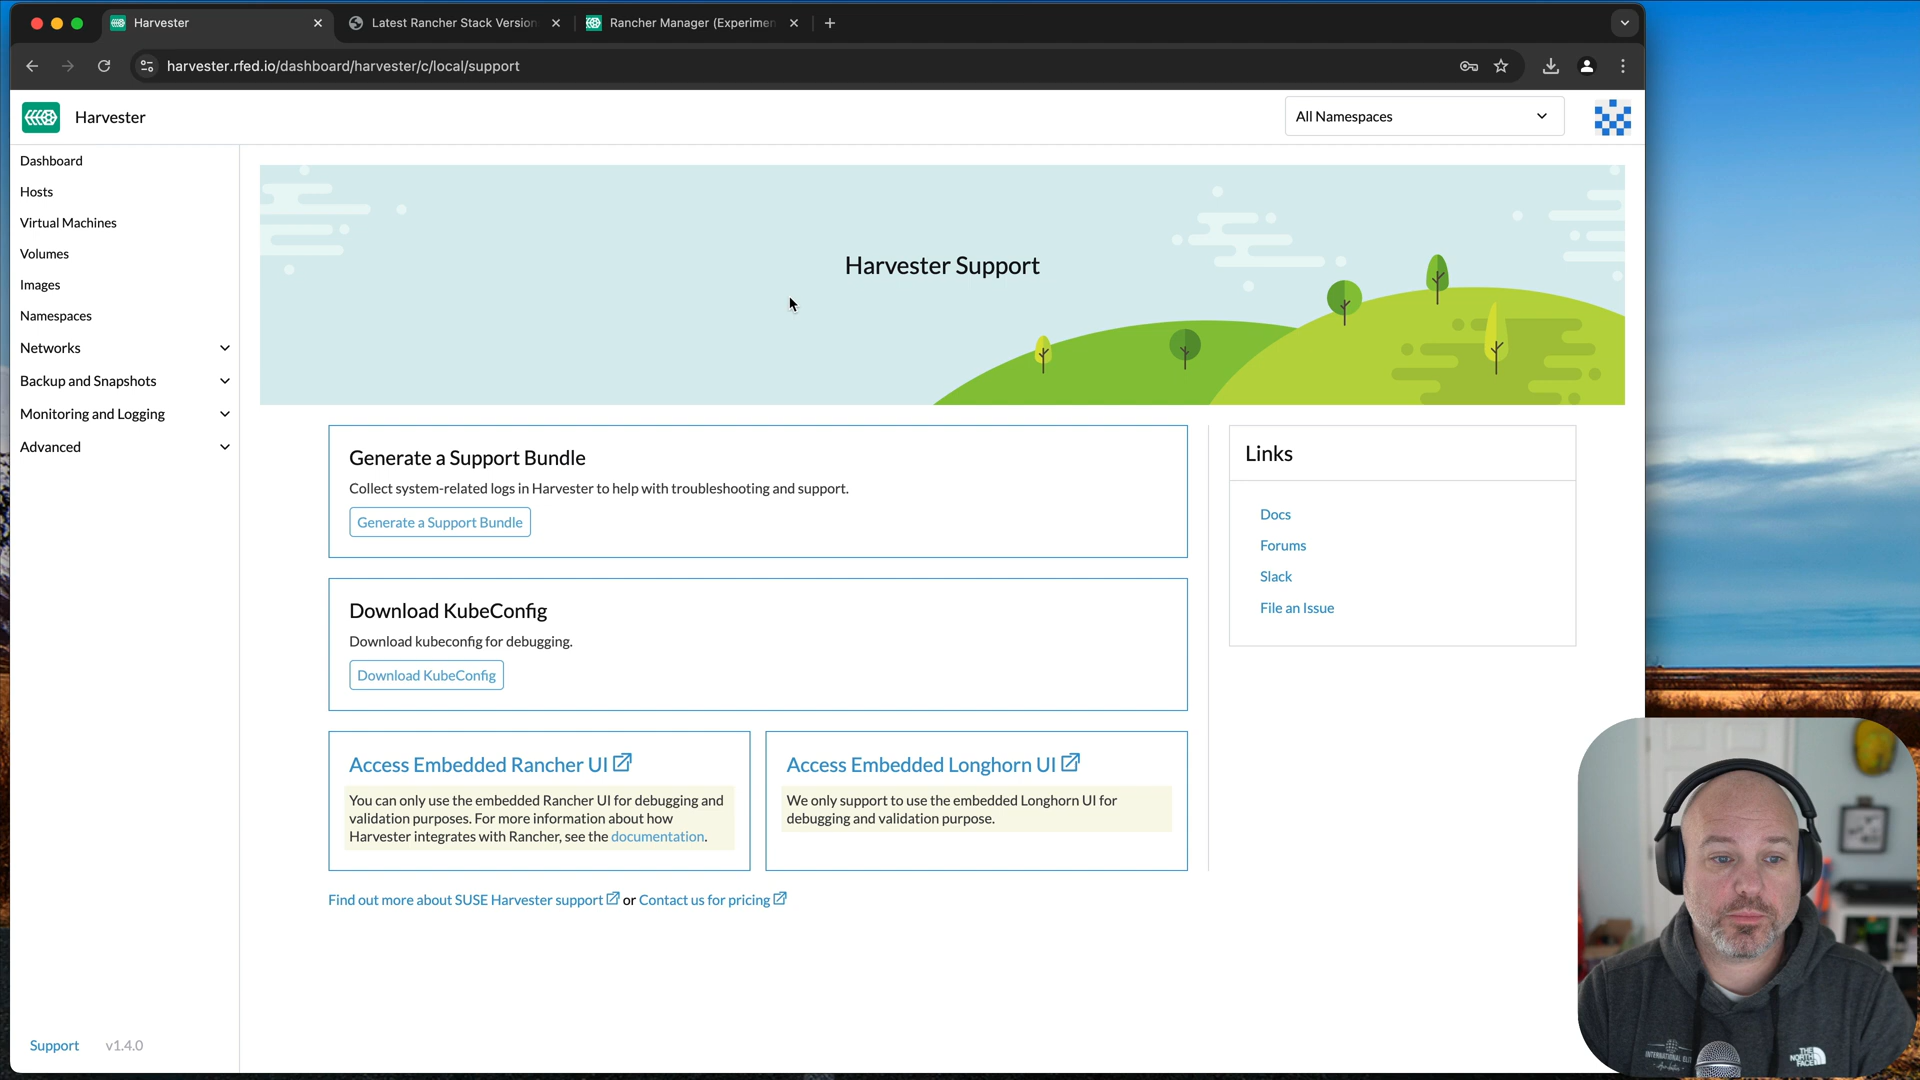 Harvester
Latest Rancher Stack Version
Rancher Manager (Experimen
harvester.rfed.io/dashboard/harvester/c/local/support
Harvester
All Namespaces
Dashboard
Hosts
Virtual Machines
Volumes
Images
Namespaces
Networks
Backup and Snapshots
Monitoring and Logging
Advanced
Harvester Support
Generate a Support Bundle
Collect system-related logs in Harvester to help with troubleshooting and support.
Generate a Support Bundle
Download KubeConfig
Download kubeconfig for debugging.
Download KubeConfig
Access Embedded Rancher UI
You can only use the embedded Rancher UI for debugging and
validation purposes. For more information about how
Harvester integrates with Rancher, see the documentation.
Access Embedded Longhorn UI
We only support to use the embedded Longhorn UI for
debugging and validation purpose.
Find out more about SUSE Harvester support or Contact us for pricing
Links
Docs
Forums
Slack
File an Issue
Support v1.4.0
THE
NORTH
FACE